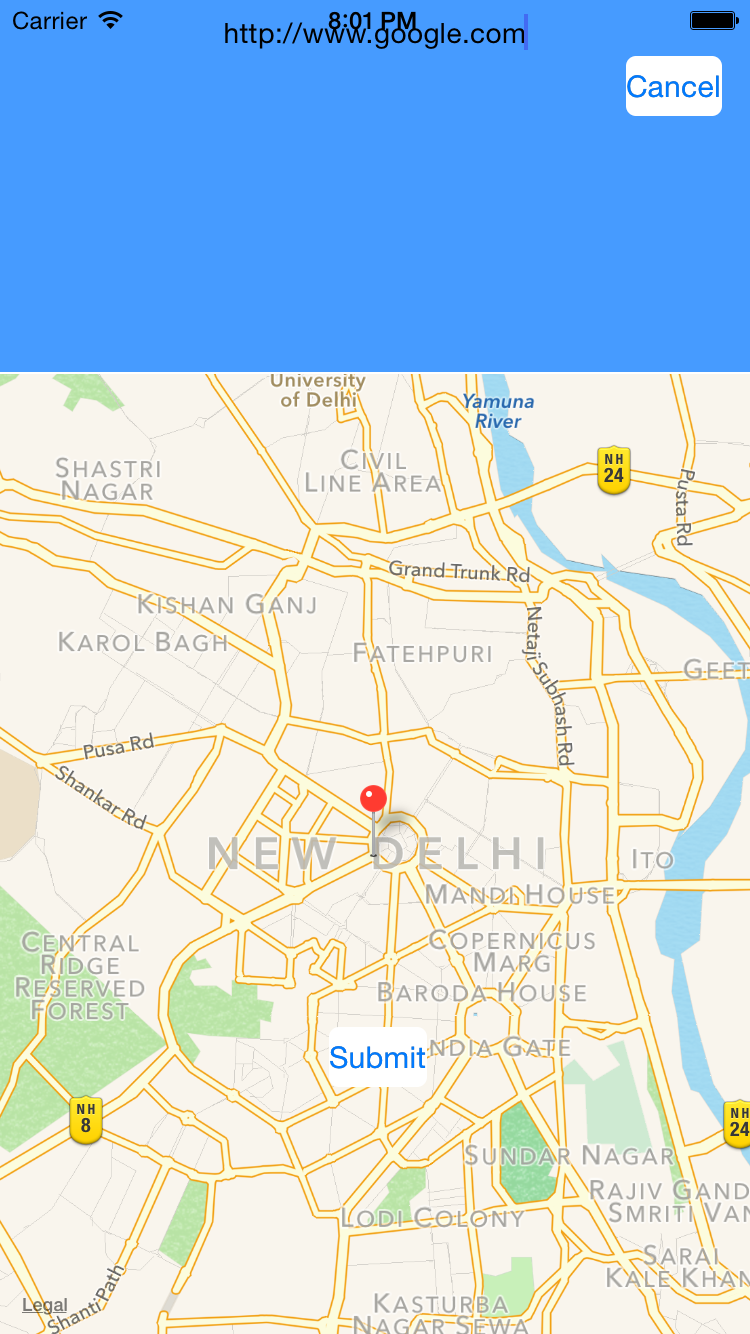 Carrier 8:01 PM
http://www.google.com
Cancel
University
of Delhi
Yamuna
River
SHASTRI
NAGAR
CIVIL
LINE AREA
NH
24
Pusta Rd
Grand Trunk Rd
KISHAN GANJ
KAROL BAGH
FATEHPURI
Netaji Subhash Rd
GEET
Pusa Rd
Shankar Rd
NEW DELHI
ITO
MANDI HOUSE
CENTRAL
RIDGE
RESERVED
FOREST
COPERNICUS
MARG
BARODA HOUSE
Submit
NDIA GATE
NH
8
NH
24
SUNDAR NAGAR
RAJIV GAND
SMRITI VAN
LODI COLONY
SARAI
KALE KHAN
Legal
Shanti Path
KASTURBA
NAGAR SEWA